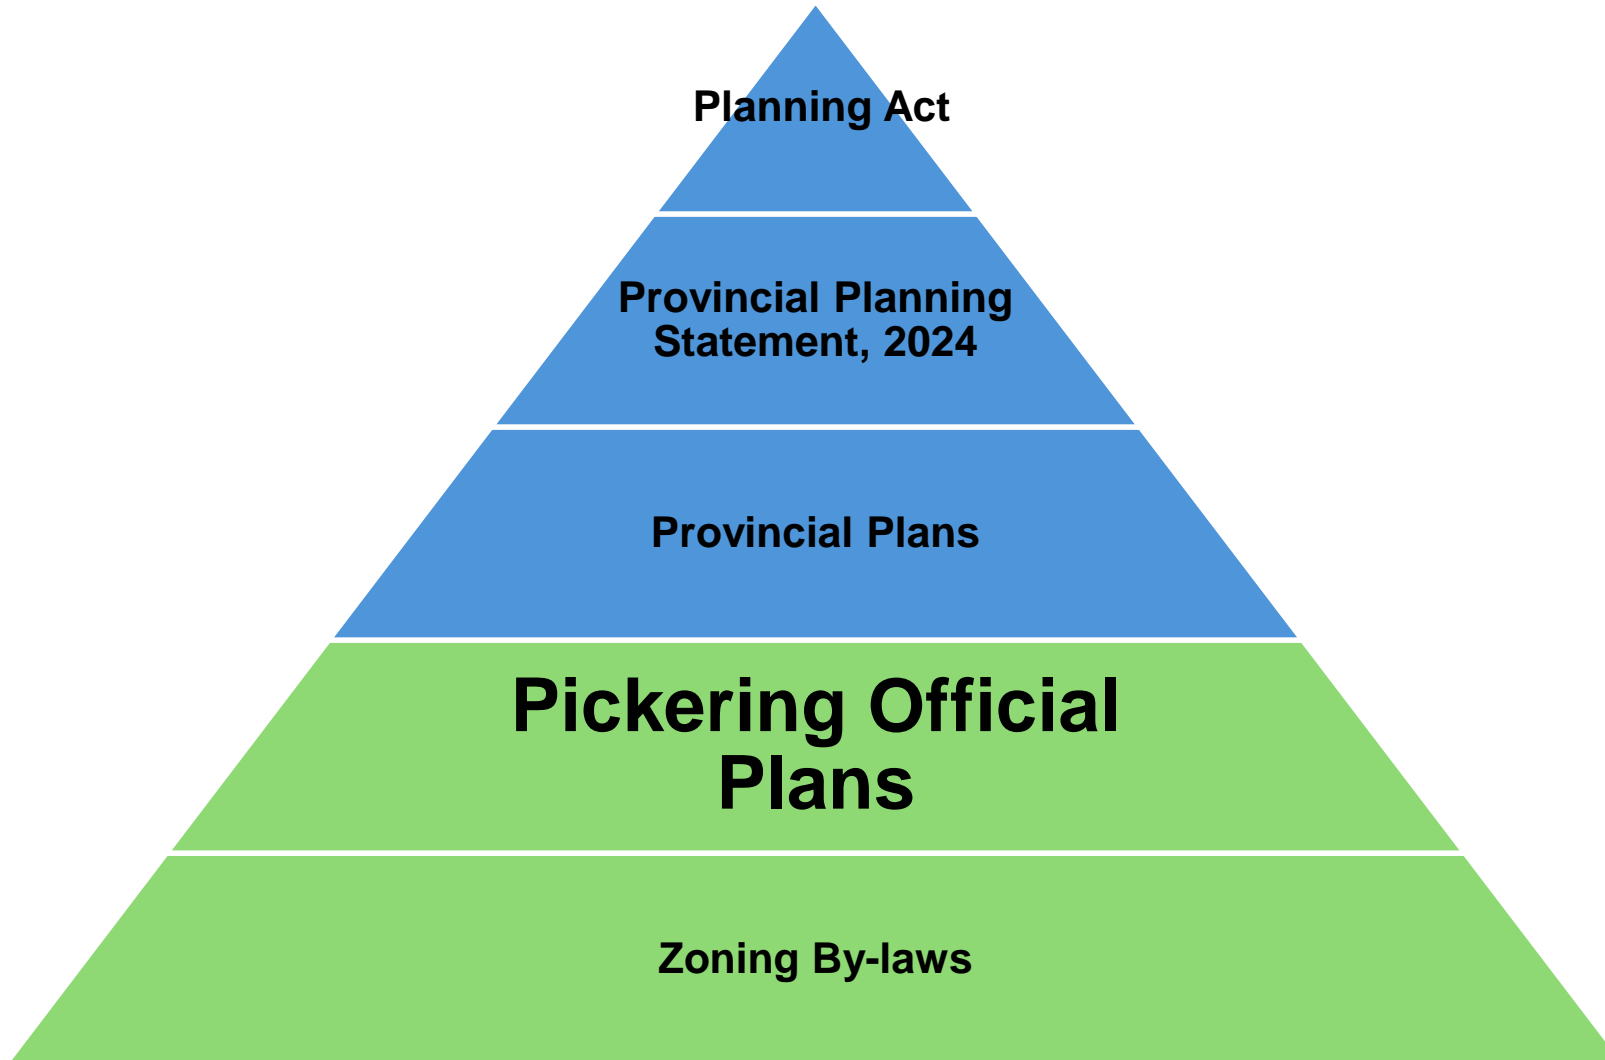 Planning Act
Provincial Planning
Statement, 2024
Provincial Plans
Pickering Official
Plans
Zoning By-laws